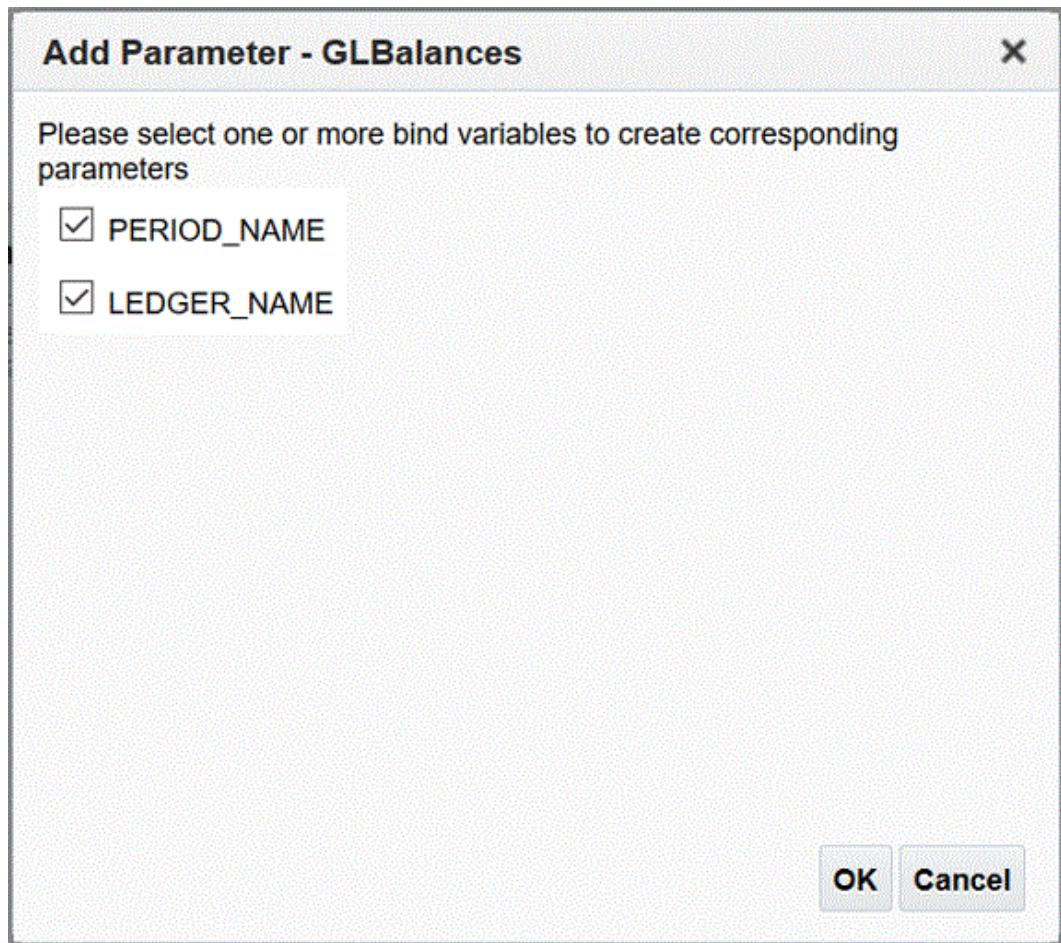 Add Parameter - GLBalances
Please select one or more bind variables to create corresponding
parameters
PERIOD_NAME
LEDGER_NAME
OK Cancel